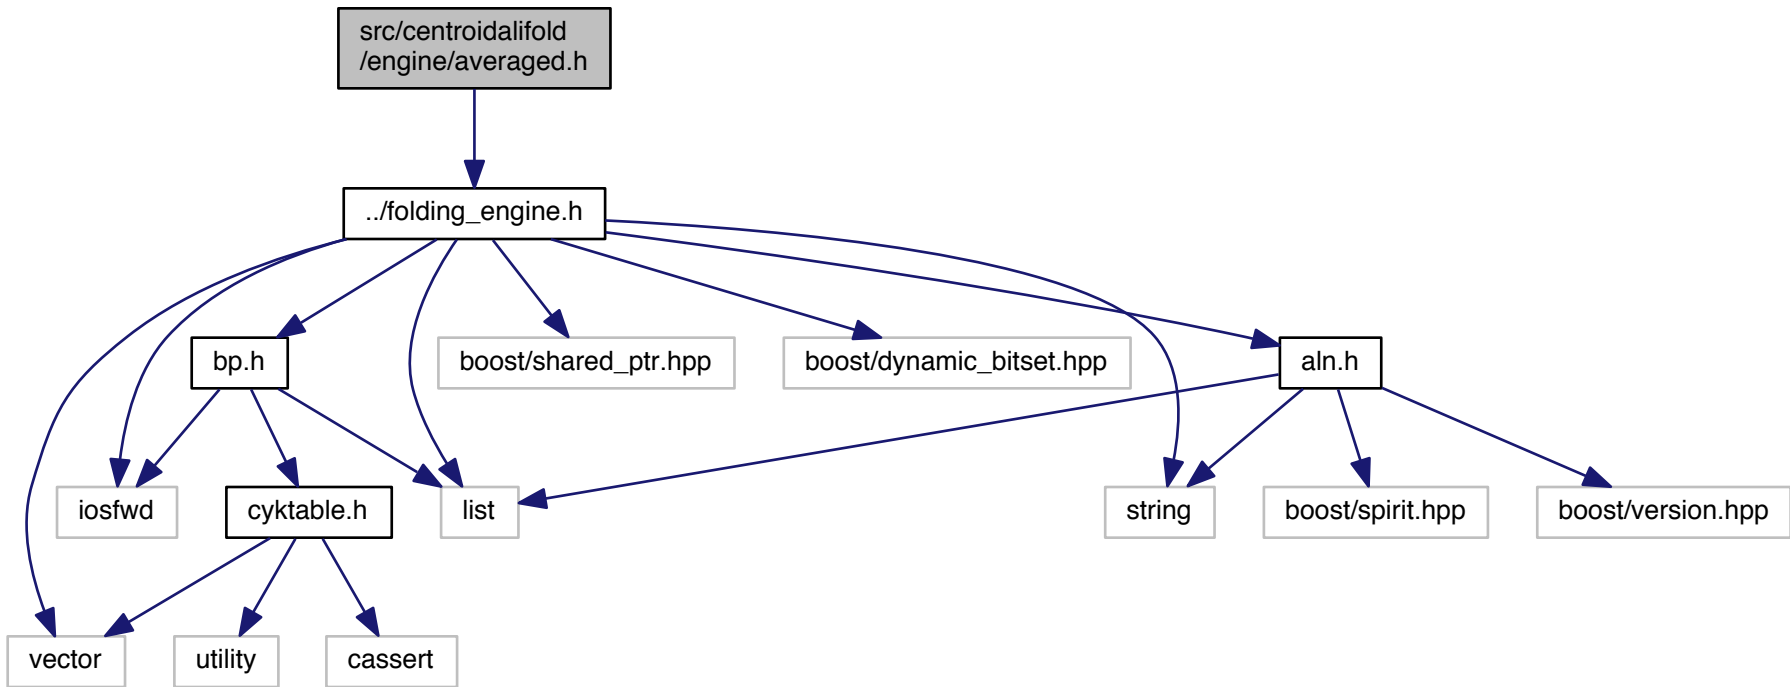 src/centroidalifold
/engine/averaged.h
../folding_engine.h
bp.h
boost/shared_ptr.hpp
boost/dynamic_bitset.hpp
aln.h
iosfwd
cyktable.h
list
string
boost/spirit.hpp
boost/version.hpp
vector
utility
cassert